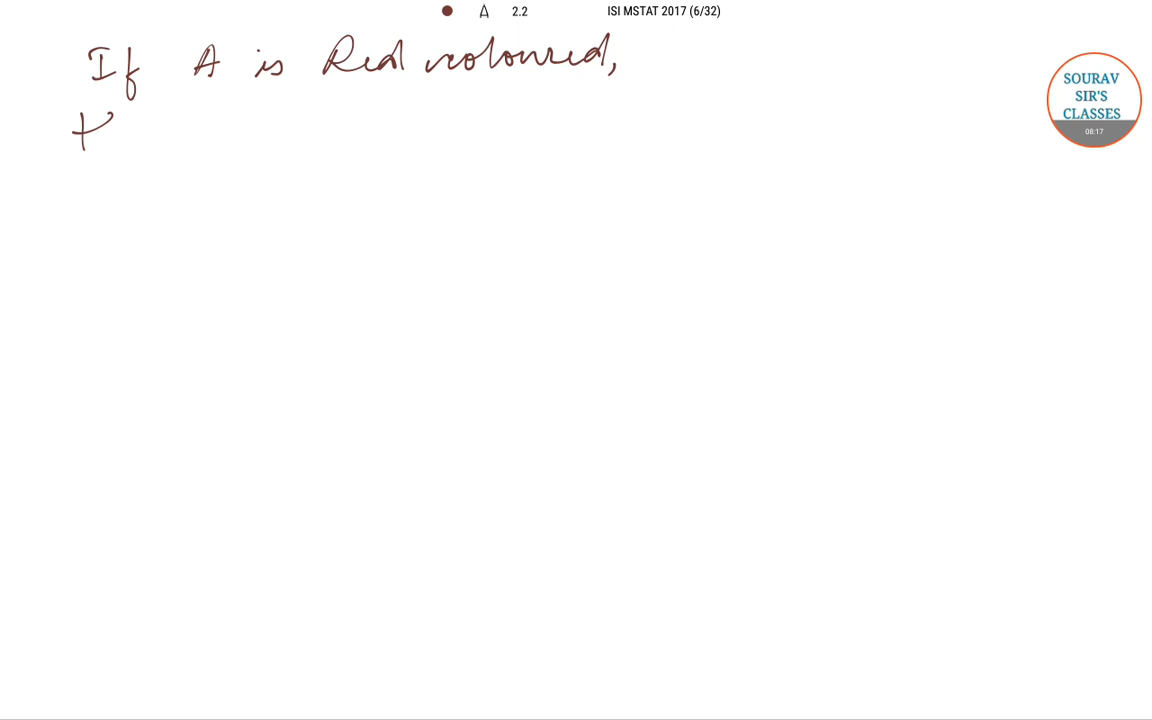 2.2 ISI MSTAT 2017 (6/32)
If A is Red coloured,
SOURAV
SIR'S
CLASSES
08:17